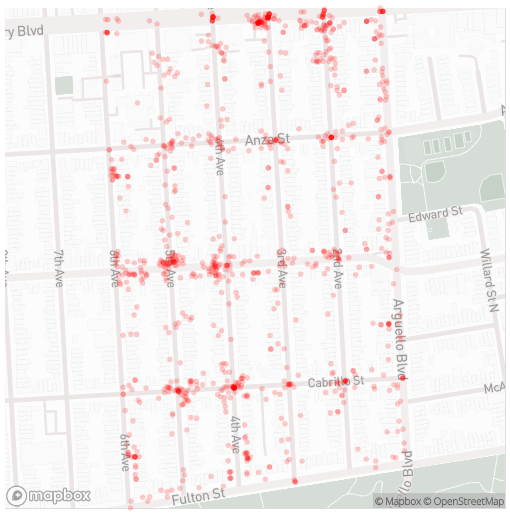 ry Blvd
Anza St
4th Ave
Edward St
7th Ave
6th Ave
5th Ave
3rd Ave
2nd Ave
Willard St N
Arguello Blvd
Cabrillo St
McA
4th Ave
6th Ave
Fulton St
lo Blvd
mapbox
© Mapbox © OpenStreetMap